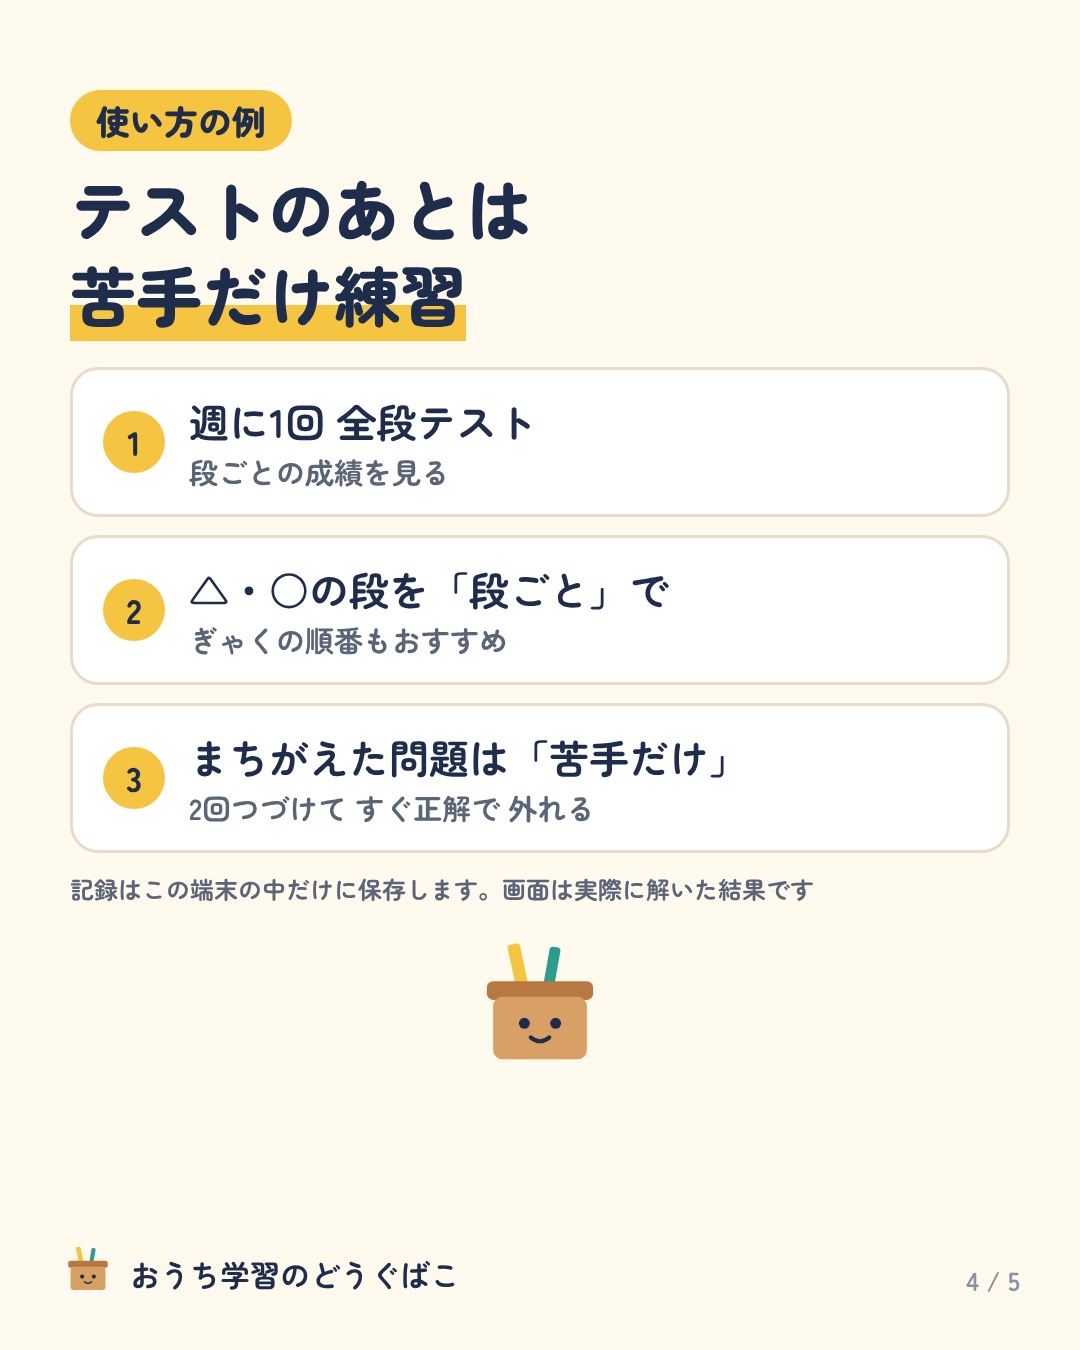 使い方の例
テストのあとは
苦手だけ練習
1
週に1回 全段テスト
段ごとの成績を見る
2
△・○の段を「段ごと」で
ぎゃくの順番もおすすめ
3
まちがえた問題は「苦手だけ」
2回つづけて すぐ正解で 外れる
記録はこの端末の中だけに保存します。画面は実際に解いた結果です
おうち学習のどうぐばこ
4 / 5